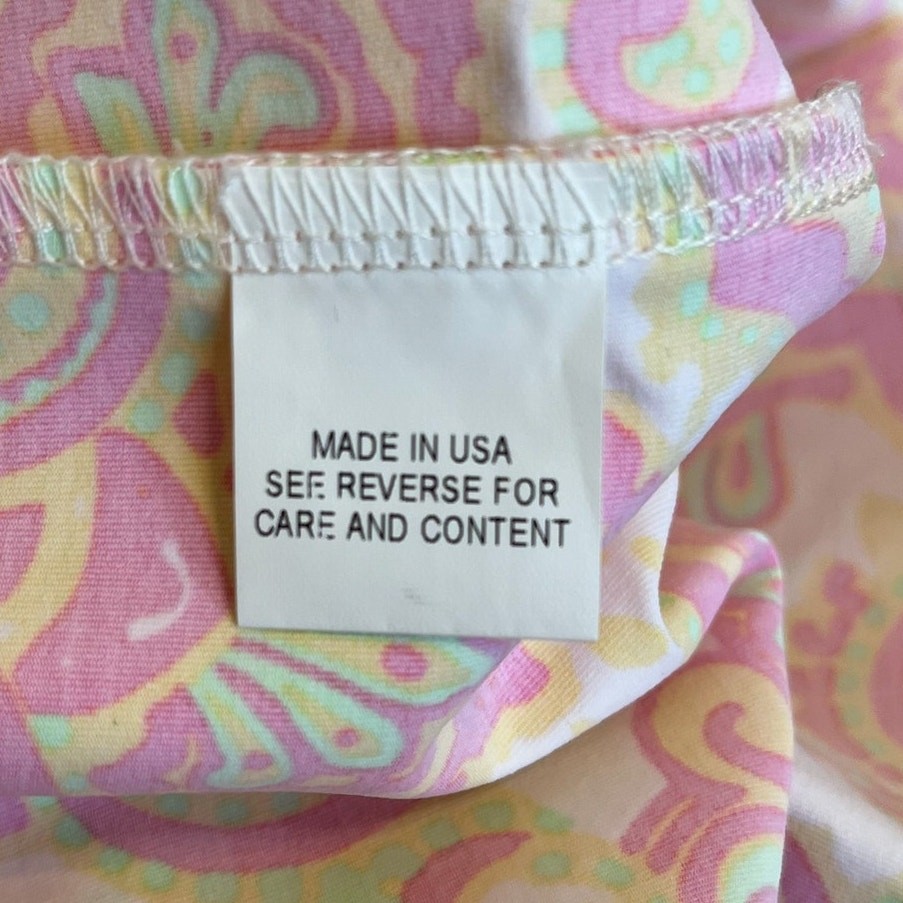 MADE IN USA
SEE REVERSE FOR
CARE AND CONTENT